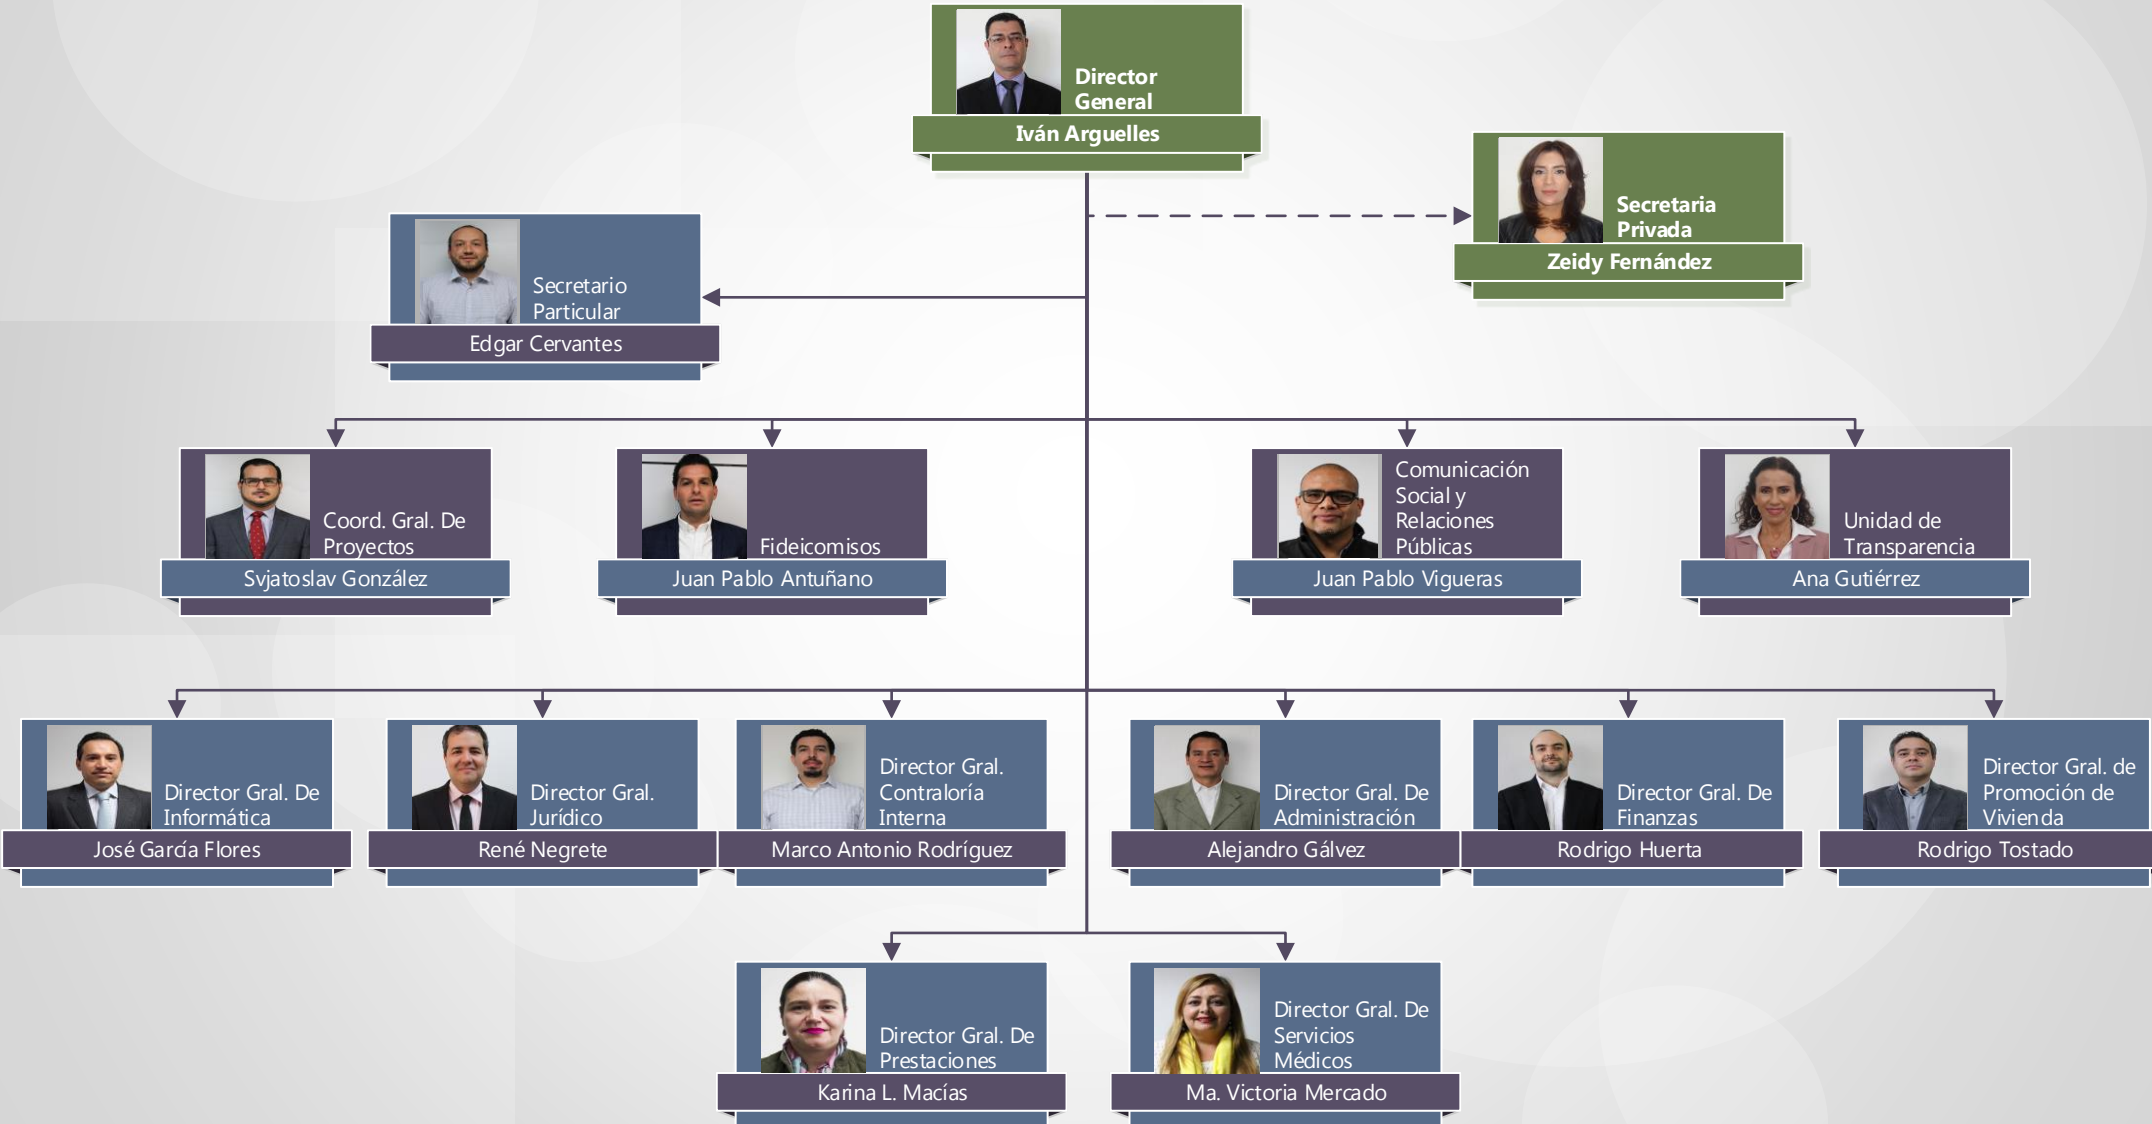 Director
General
Iván Arguelles
Secretaria
Privada
Zeidy Fernández
Secretario
Particular
Edgar Cervantes
Coord. Gral. De
Proyectos
Svjatoslav González
Fideicomisos
Juan Pablo Antuñano
Comunicación
Social y
Relaciones
Públicas
Juan Pablo Vigueras
Unidad de
Transparencia
Ana Gutiérrez
Director Gral. De
Informática
José García Flores
Director Gral.
Jurídico
René Negrete
Director Gral.
Contraloría
Interna
Marco Antonio Rodríguez
Director Gral. De
Administración
Alejandro Gálvez
Director Gral. De
Finanzas
Rodrigo Huerta
Director Gral. de
Promoción de
Vivienda
Rodrigo Tostado
Director Gral. De
Prestaciones
Karina L. Macías
Director Gral. De
Servicios
Médicos
Ma. Victoria Mercado